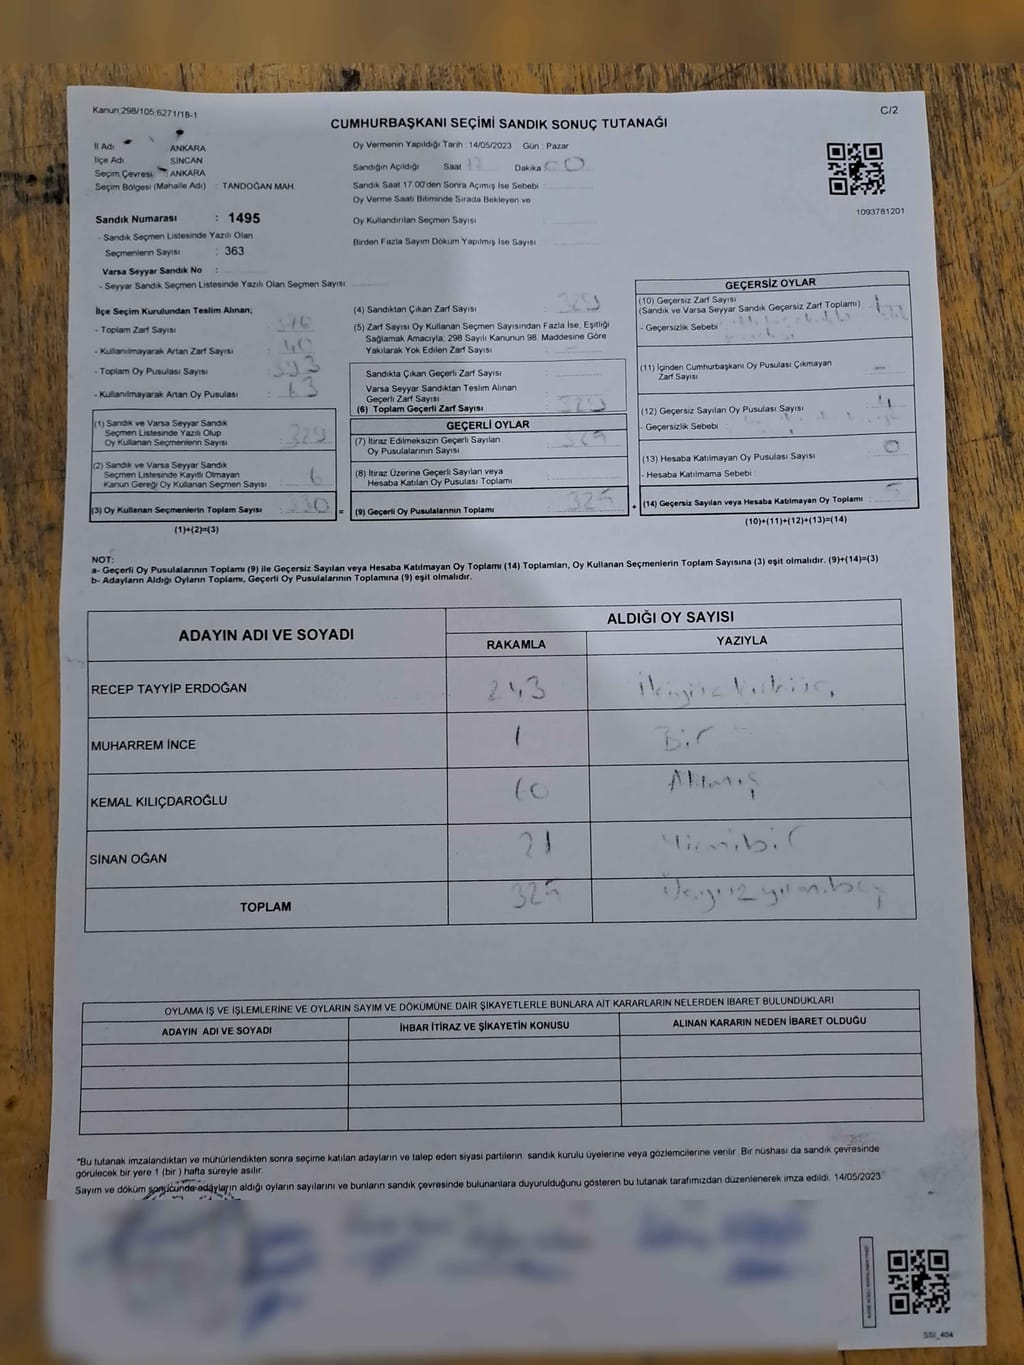 Kanun:298/105,6271/18-1
C/2
CUMHURBAŞKANI SEÇİMİ SANDIK SONUÇ TUTANAĞI
İl Adı : ANKARA
İlçe Adı SİNCAN
Seçim Çevresi : ANKARA
Seçim Bölgesi (Mahalle Adı) : TANDOĞAN MAH.
Sandık Numarası : 1495
- Sandık Seçmen Listesinde Yazılı Olan
Seçmenlerin Sayısı : 363
Varsa Seyyar Sandık No :
- Seyyar Sandık Seçmen Listesinde Yazılı Olan Seçmen Sayısı
Oy Vermenin Yapıldığı Tarih : 14/05/2023 Gün : Pazar
Sandığın Açıldığı Saat 17 Dakika
Sandık Saat 17.00'den Sonra Açımış İse Sebebi
Oy Verme Saati Bitiminde Sırada Bekleyen ve
Oy Kullandırılan Seçmen Sayısı
Birden Fazla Sayım Döküm Yapılmış İse Sayısı
1093781201
İlçe Seçim Kurulundan Teslim Alınan;
- Toplam Zarf Sayısı
- Kullanılmayarak Artan Zarf Sayısı 40
- Toplam Oy Pusulası Sayısı
- Kullanılmayarak Artan Oy Pusulası 63
(1) Sandık ve Varsa Seyyar Sandık
Seçmen Listesinde Yazılı Olup
Oy Kullanan Seçmenlerin Sayısı
(2) Sandık ve Varsa Seyyar Sandık
Seçmen Listesinde Kayıtlı Olmayan
Kanun Gereği Oy Kullanan Seçmen Sayısı :
(3) Oy Kullanan Seçmenlerin Toplam Sayısı : 330
(1)+(2)=(3)
(4) Sandıktan Çıkan Zarf Sayısı : 329
(5) Zarf Sayısı Oy Kullanan Seçmen Sayısından Fazla İse, Eşitliği
Sağlamak Amacıyla, 298 Sayılı Kanunun 98. Maddesine Göre
Yakılarak Yok Edilen Zarf Sayısı
Sandıkta Çıkan Geçerli Zarf Sayısı
Varsa Seyyar Sandıktan Teslim Alınan
Geçerli Zarf Sayısı
(6) Toplam Geçerli Zarf Sayısı 329
GEÇERLİ OYLAR
(7) İtiraz Edilmeksizin Geçerli Sayılan
Oy Pusulalarının Sayısı 325
(8) İtiraz Üzerine Geçerli Sayılan veya
Hesaba Katılan Oy Pusulası Toplamı
(9) Geçerli Oy Pusulalarının Toplamı 325
GEÇERSİZ OYLAR
(10) Geçersiz Zarf Sayısı 1
(Sandık ve Varsa Seyyar Sandık Geçersiz Zarf Toplamı)
- Geçersizlik Sebebi
(11) İçinden Cumhurbaşkanı Oy Pusulası Çıkmayan
Zarf Sayısı -
(12) Geçersiz Sayılan Oy Pusulası Sayısı : 4
- Geçersizlik Sebebi
(13) Hesaba Katılmayan Oy Pusulası Sayısı : 0
- Hesaba Katılmama Sebebi
(14) Geçersiz Sayılan veya Hesaba Katılmayan Oy Toplamı : 5
(10)+(11)+(12)+(13)=(14)
NOT:
a- Geçerli Oy Pusulalarının Toplamı (9) ile Geçersiz Sayılan veya Hesaba Katılmayan Oy Toplamı (14) Toplamları, Oy Kullanan Seçmenlerin Toplam Sayısına (3) eşit olmalıdır. (9)+(14)=(3)
b- Adayların Aldığı Oyların Toplamı, Geçerli Oy Pusulalarının Toplamına (9) eşit olmalıdır.
ADAYIN ADI VE SOYADI ALDIĞI OY SAYISI
RAKAMLA YAZIYLA
RECEP TAYYİP ERDOĞAN 243 İkiyüzkırküç
MUHARREM İNCE 1 Bir
KEMAL KILIÇDAROĞLU 60 Altmış
SİNAN OĞAN 21 Yirmibir
TOPLAM 325 Üçyüzyirmibeş
OYLAMA İŞ VE İŞLEMLERİNE VE OYLARIN SAYIM VE DÖKÜMÜNE DAİR ŞİKAYETLERLE BUNLARA AİT KARARLARIN NELERDEN İBARET BULUNDUKLARI
ADAYIN ADI VE SOYADI İHBAR İTİRAZ VE ŞİKAYETİN KONUSU ALINAN KARARIN NEDEN İBARET OLDUĞU
*Bu tutanak imzalandıktan ve mühürlendikten sonra seçime katılan adayların ve talep eden siyasi partilerin sandık kurulu üyelerine veya gözlemcilerine verilir. Bir nüshası da sandık çevresinde
görülecek bir yere 1 (bir ) hafta süreyle asılır.
Sayım ve döküm sonucunda adayların aldığı oyların sayılarını ve bunların sandık çevresinde bulunanlara duyurulduğunu gösteren bu tutanak tarafımızdan düzenlenerek imza edildi. 14/05/2023
SSI_404